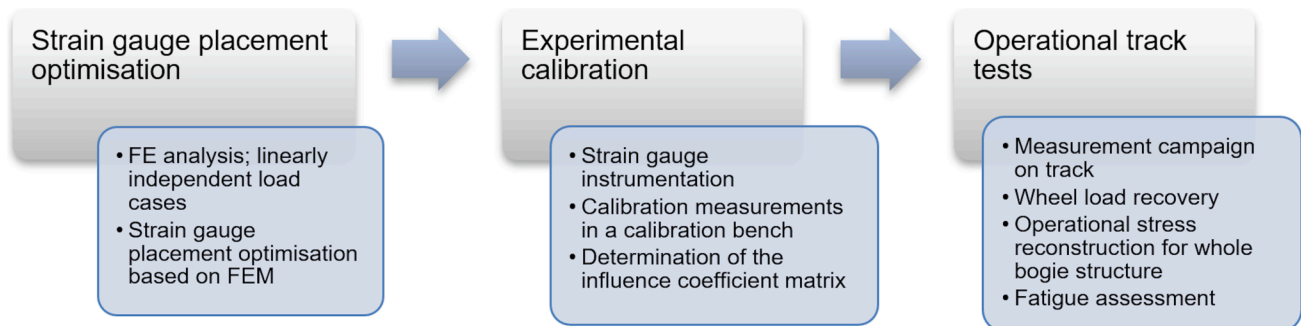 Strain gauge placement
optimisation
• FE analysis; linearly
independent load
cases
• Strain gauge
placement optimisation
based on FEM
Experimental
calibration
• Strain gauge
instrumentation
• Calibration measurements
in a calibration bench
• Determination of the
influence coefficient matrix
Operational track
tests
• Measurement campaign
on track
• Wheel load recovery
• Operational stress
reconstruction for whole
bogie structure
• Fatigue assessment